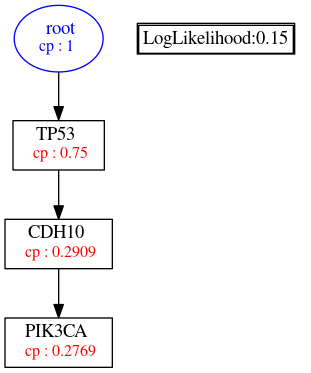 root
cp : 1
LogLikelihood:0.15
TP53
cp : 0.75
CDH10
cp : 0.2909
PIK3CA
cp : 0.2769